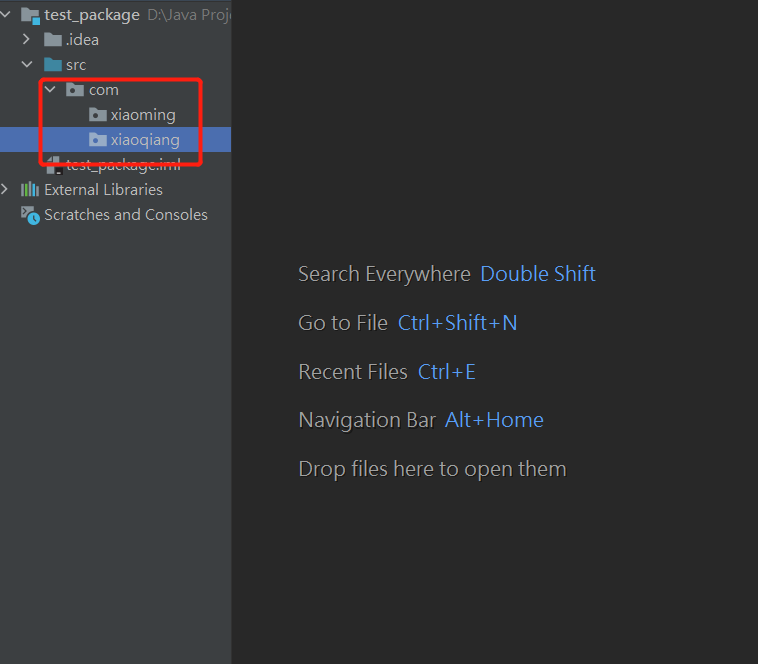 test_package D:\Java Proj
.idea
src
com
xiaoming
xiaoqiang
test_package.iml
External Libraries
Scratches and Consoles
Search Everywhere Double Shift
Go to File Ctrl+Shift+N
Recent Files Ctrl+E
Navigation Bar Alt+Home
Drop files here to open them